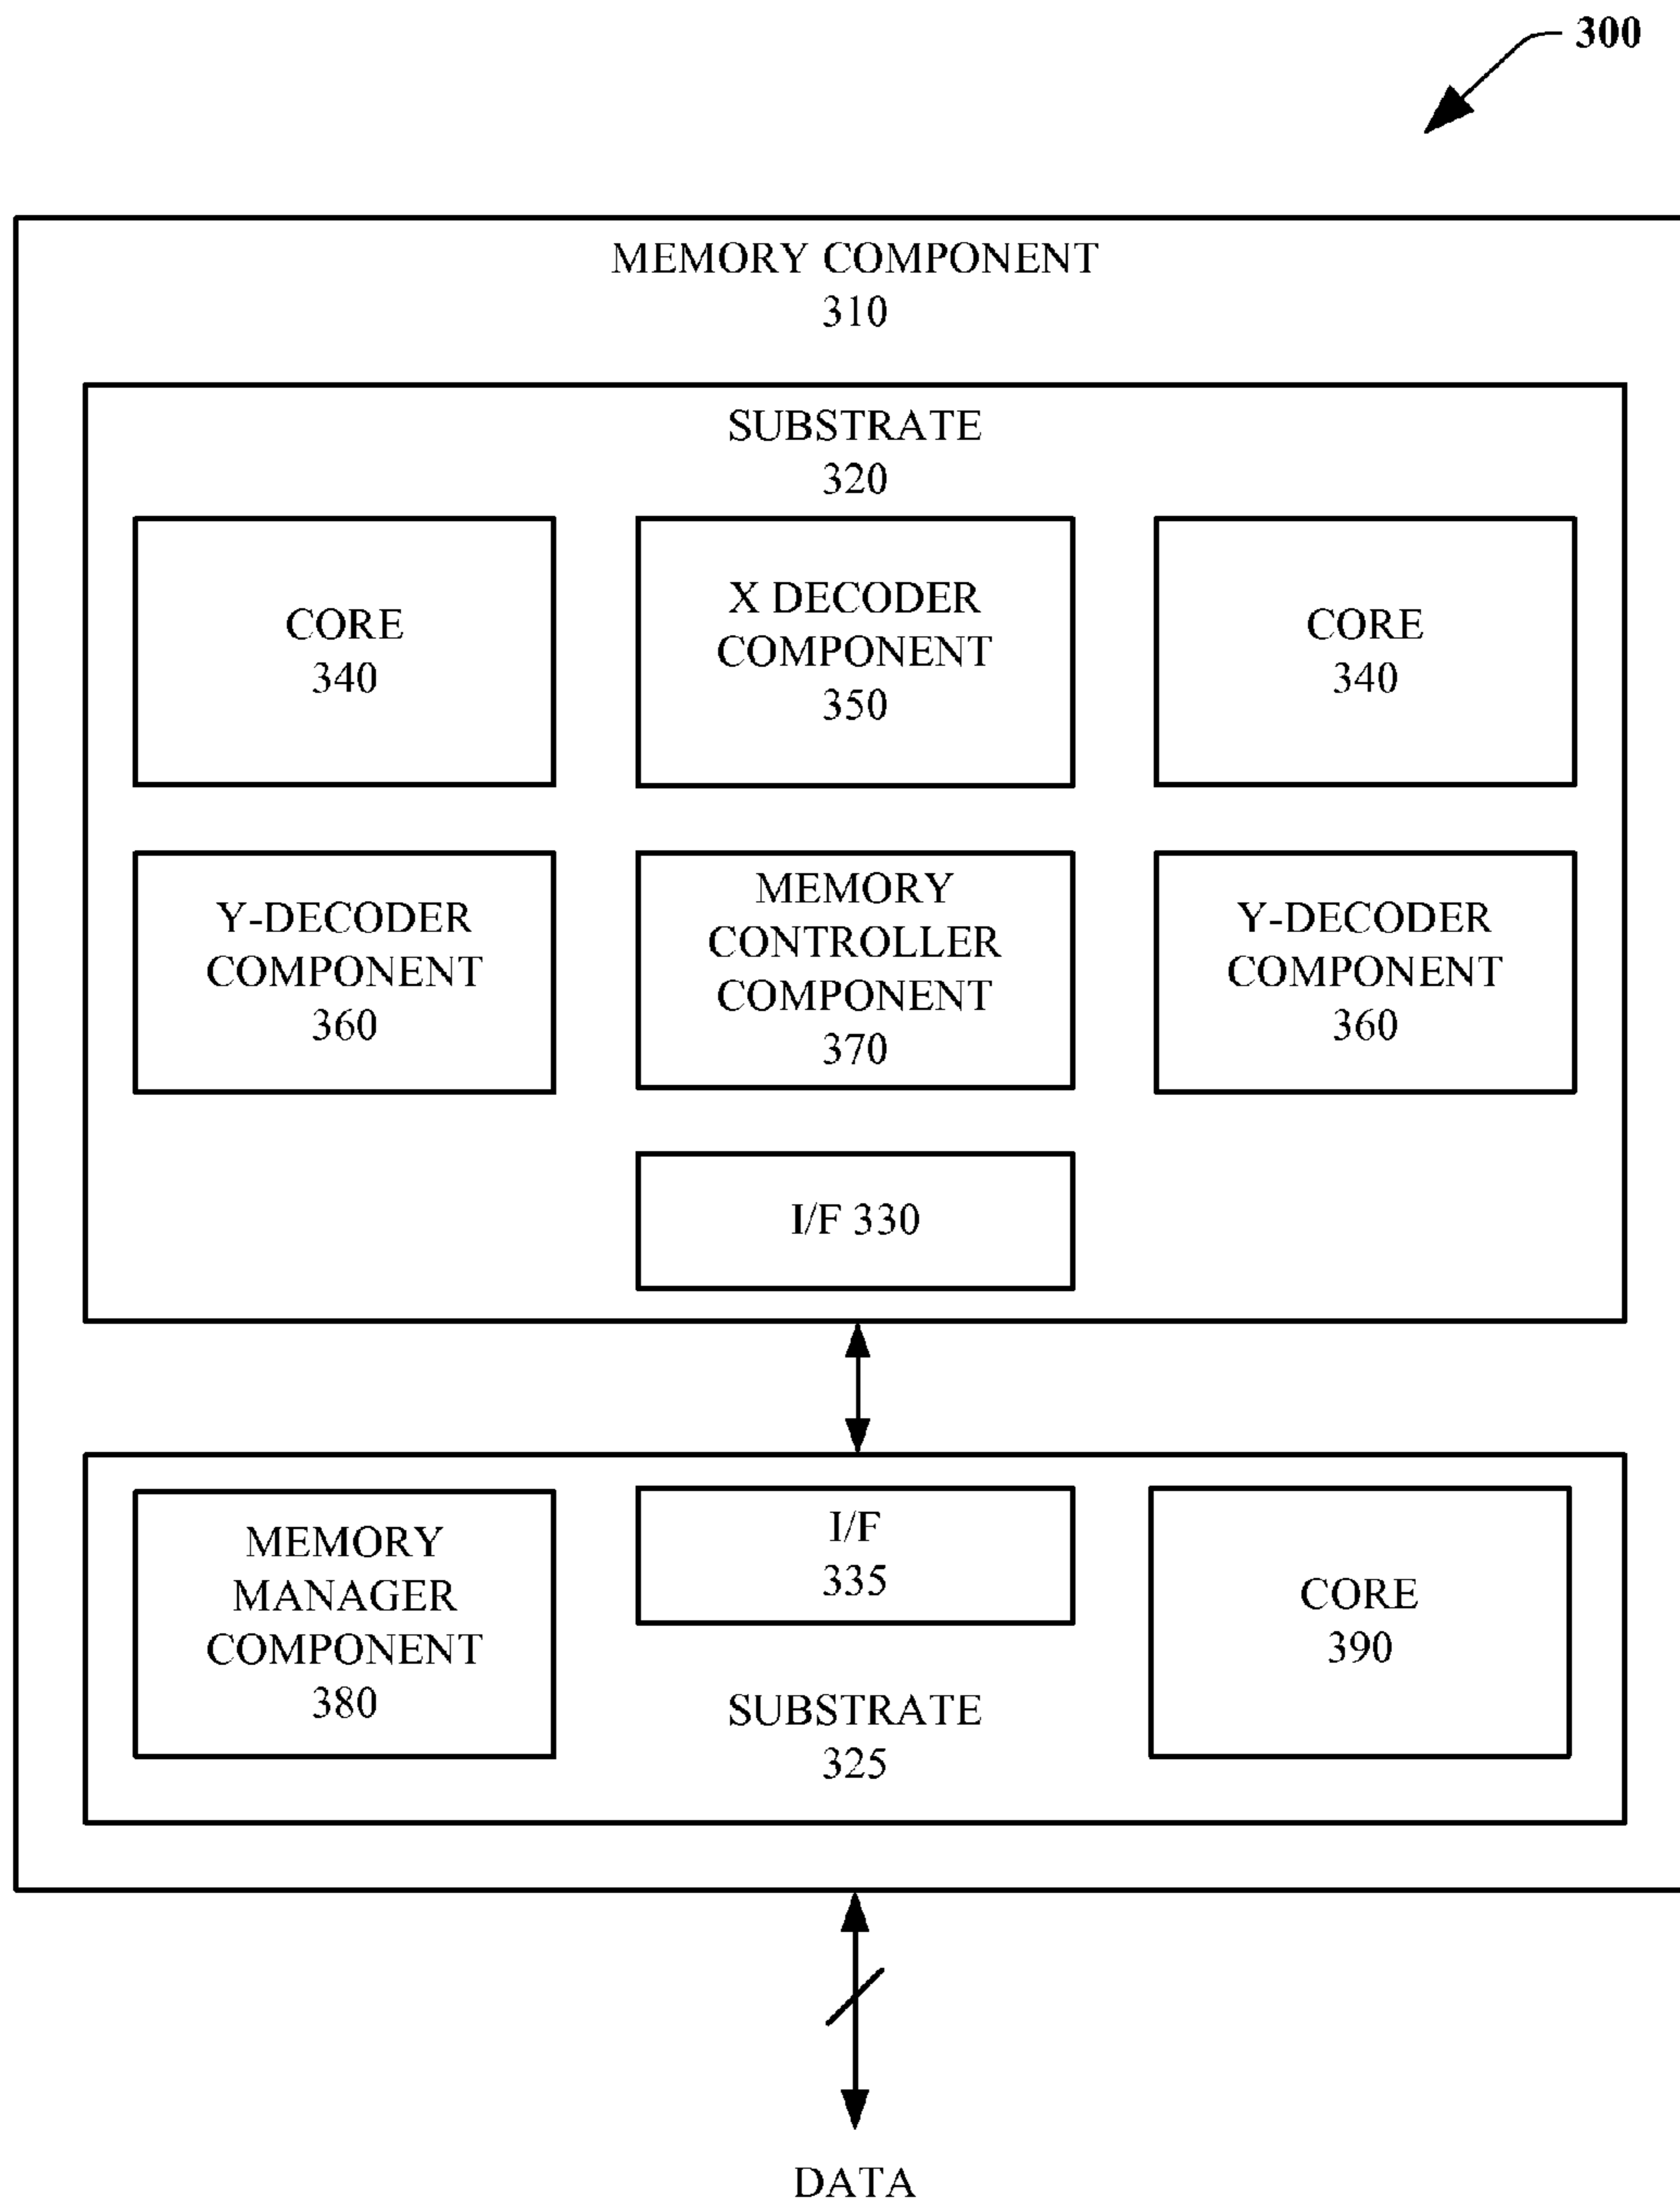 300
MEMORY COMPONENT
310
SUBSTRATE
320
CORE
340
X DECODER
COMPONENT
350
CORE
340
Y-DECODER
COMPONENT
360
MEMORY
CONTROLLER
COMPONENT
370
Y-DECODER
COMPONENT
360
I/F 330
MEMORY
MANAGER
COMPONENT
380
I/F
335
SUBSTRATE
325
CORE
390
DATA